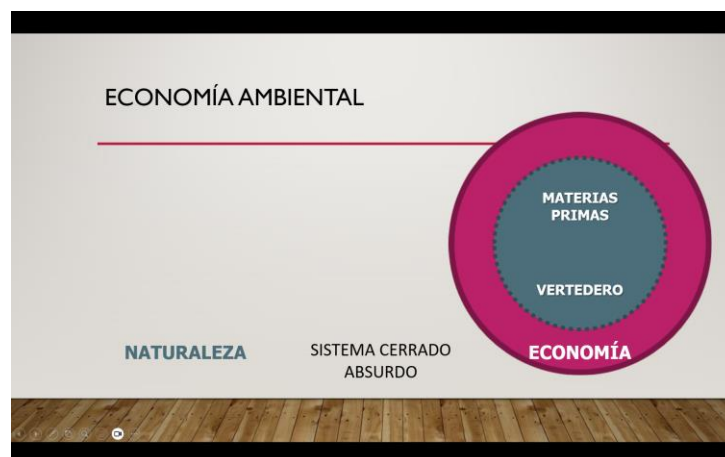 ECONOMÍA AMBIENTAL
MATERIAS
PRIMAS
VERTEDERO
NATURALEZA
SISTEMA CERRADO
ABSURDO
ECONOMÍA